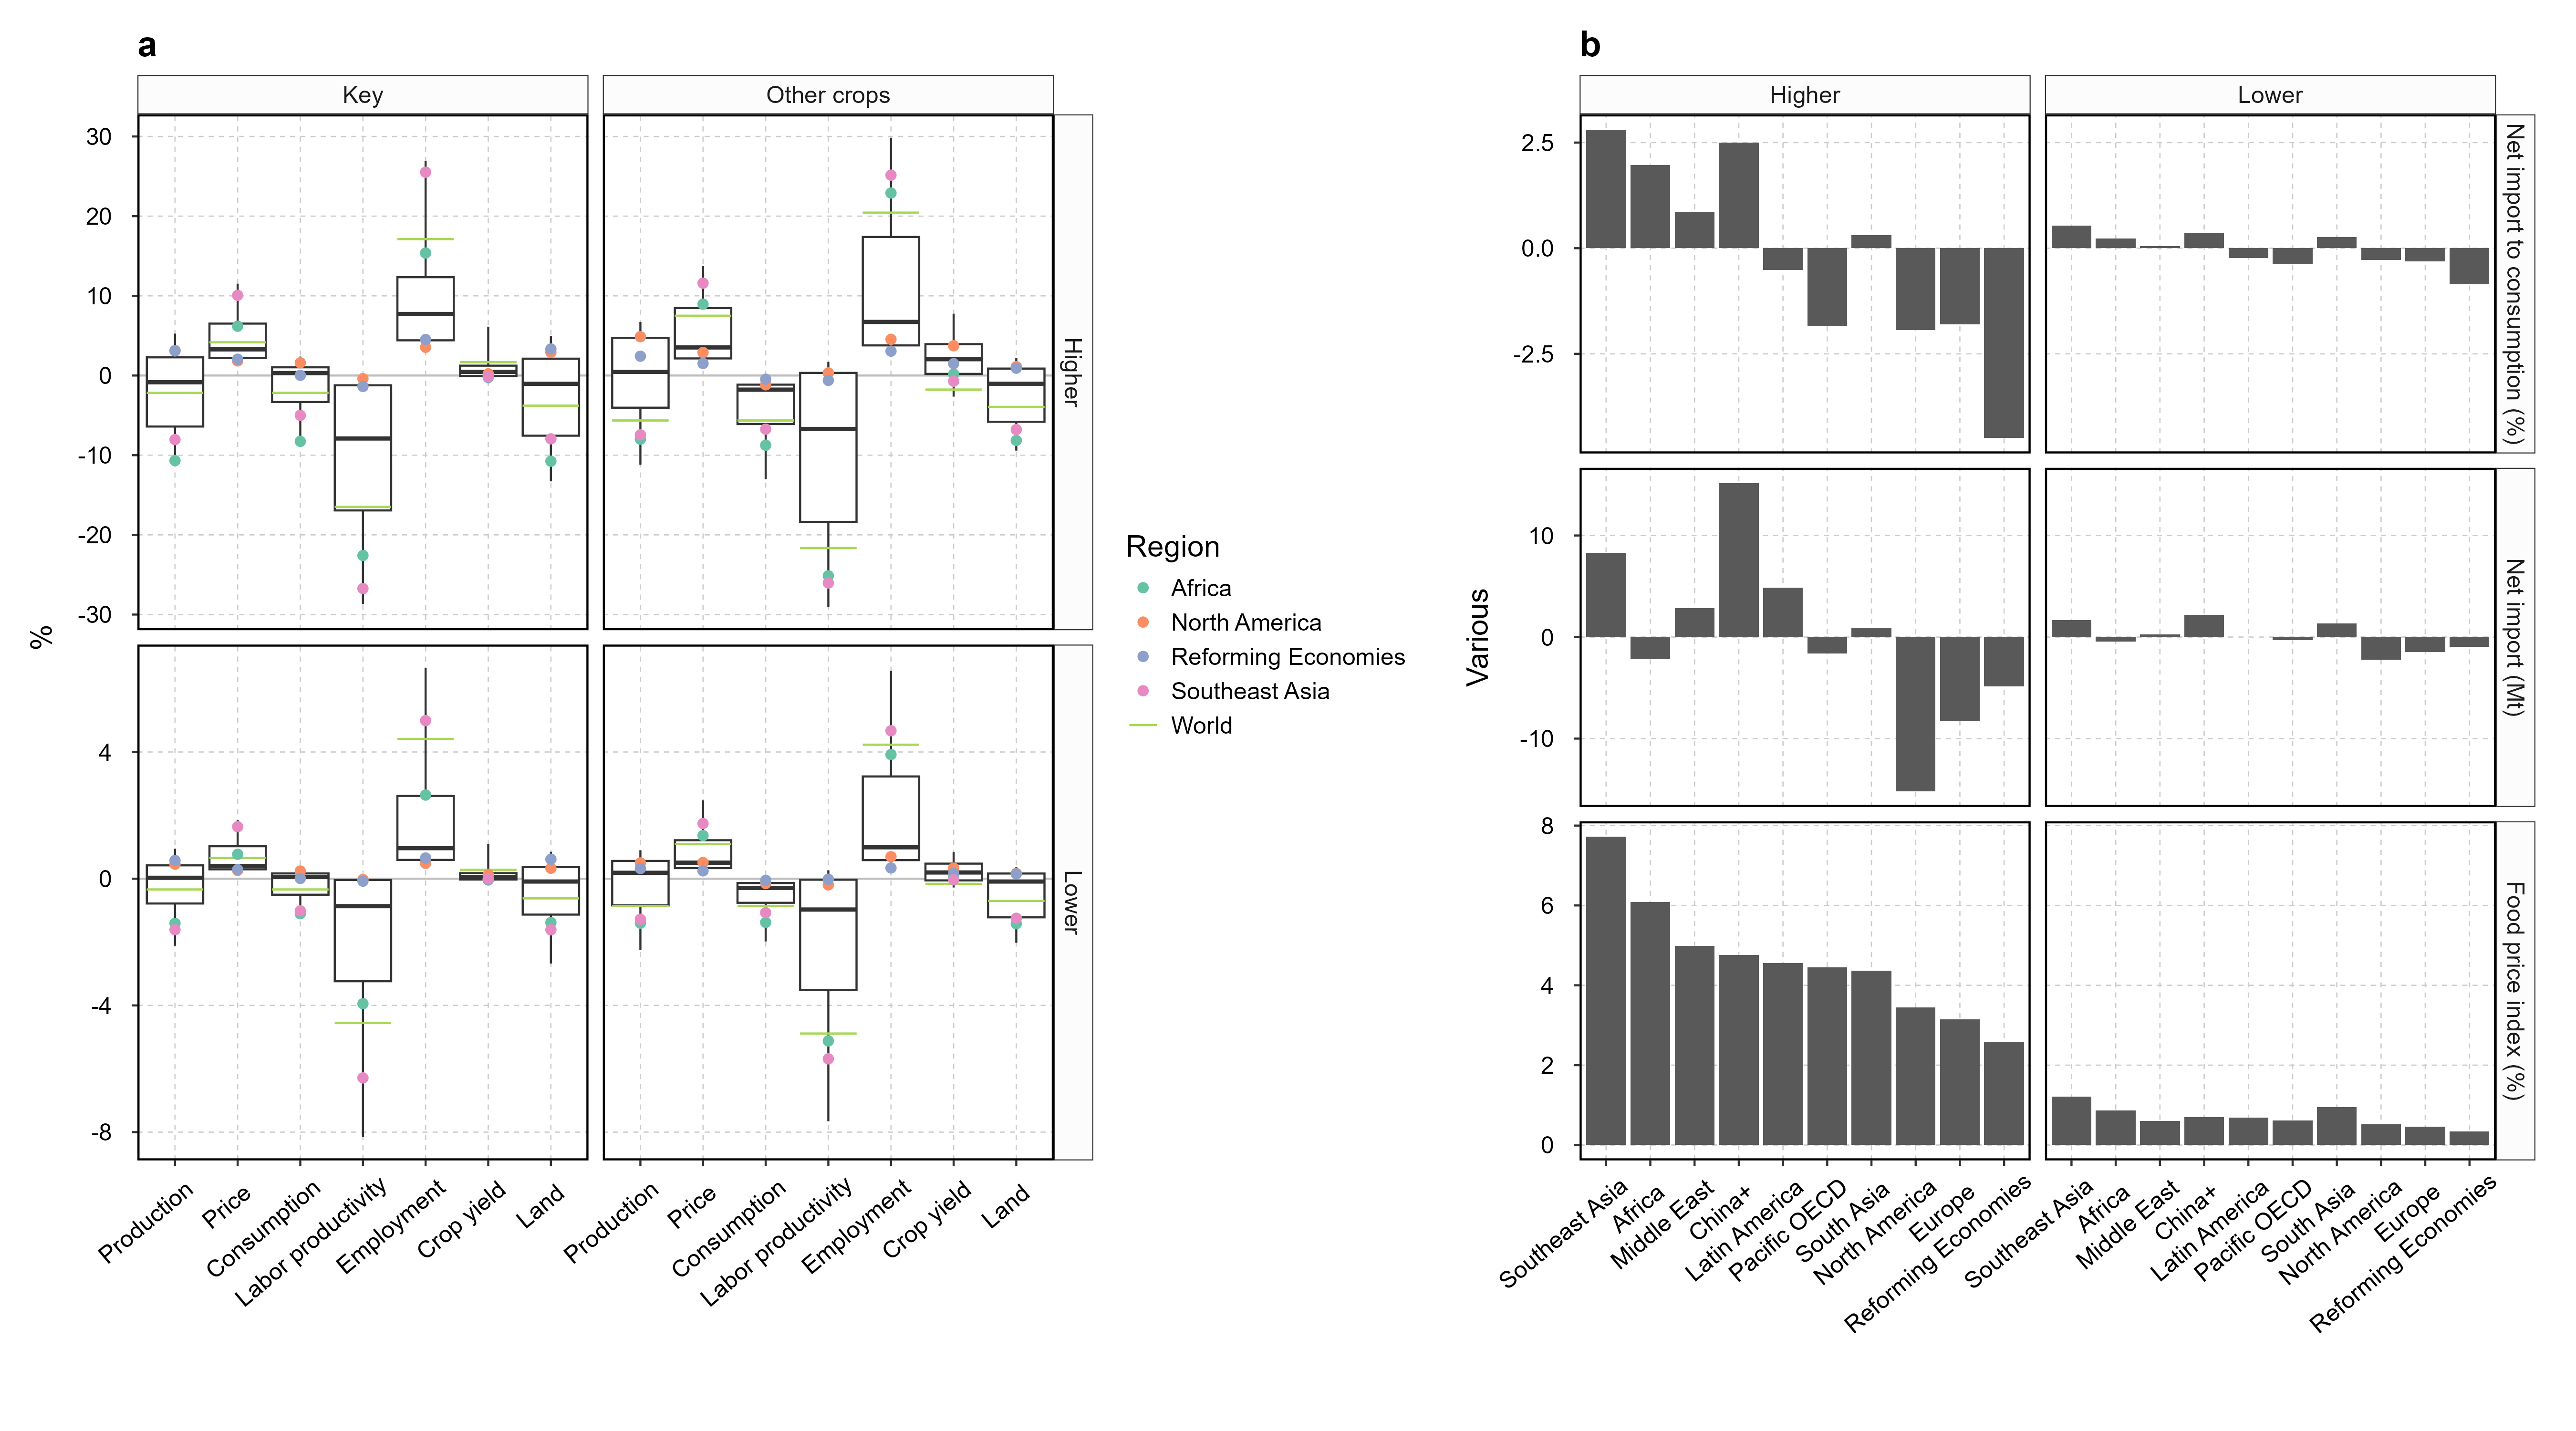 a
Key
Other crops
30
20
10
0
-10
-20
-30
Higher
4
0
-4
-8
Lower
%
Production
Price
Consumption
Labor productivity
Employment
Crop yield
Land
Production
Price
Consumption
Labor productivity
Employment
Crop yield
Land
Region
Africa
North America
Reforming Economies
Southeast Asia
World
b
Higher
Lower
2.5
0.0
-2.5
Net import to consumption (%)
10
0
-10
Net import (Mt)
8
6
4
2
0
Food price index (%)
Various
Southeast Asia
Africa
Middle East
China+
Latin America
Pacific OECD
South Asia
North America
Europe
Reforming Economies
Southeast Asia
Africa
Middle East
China+
Latin America
Pacific OECD
South Asia
North America
Europe
Reforming Economies